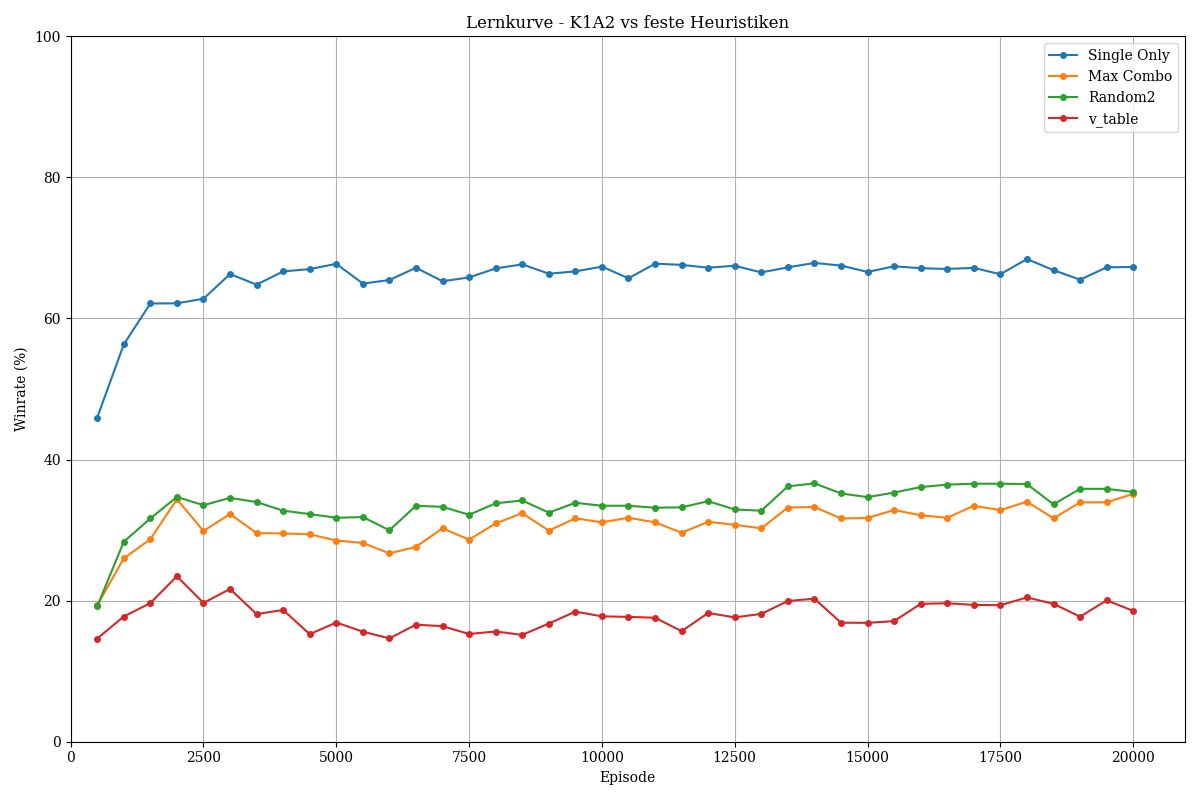 Lernkurve - K1A2 vs feste Heuristiken
100
80
60
40
20
0
Winrate (%)
Single Only
Max Combo
Random2
v_table
0 2500 5000 7500 10000 12500 15000 17500 20000
Episode